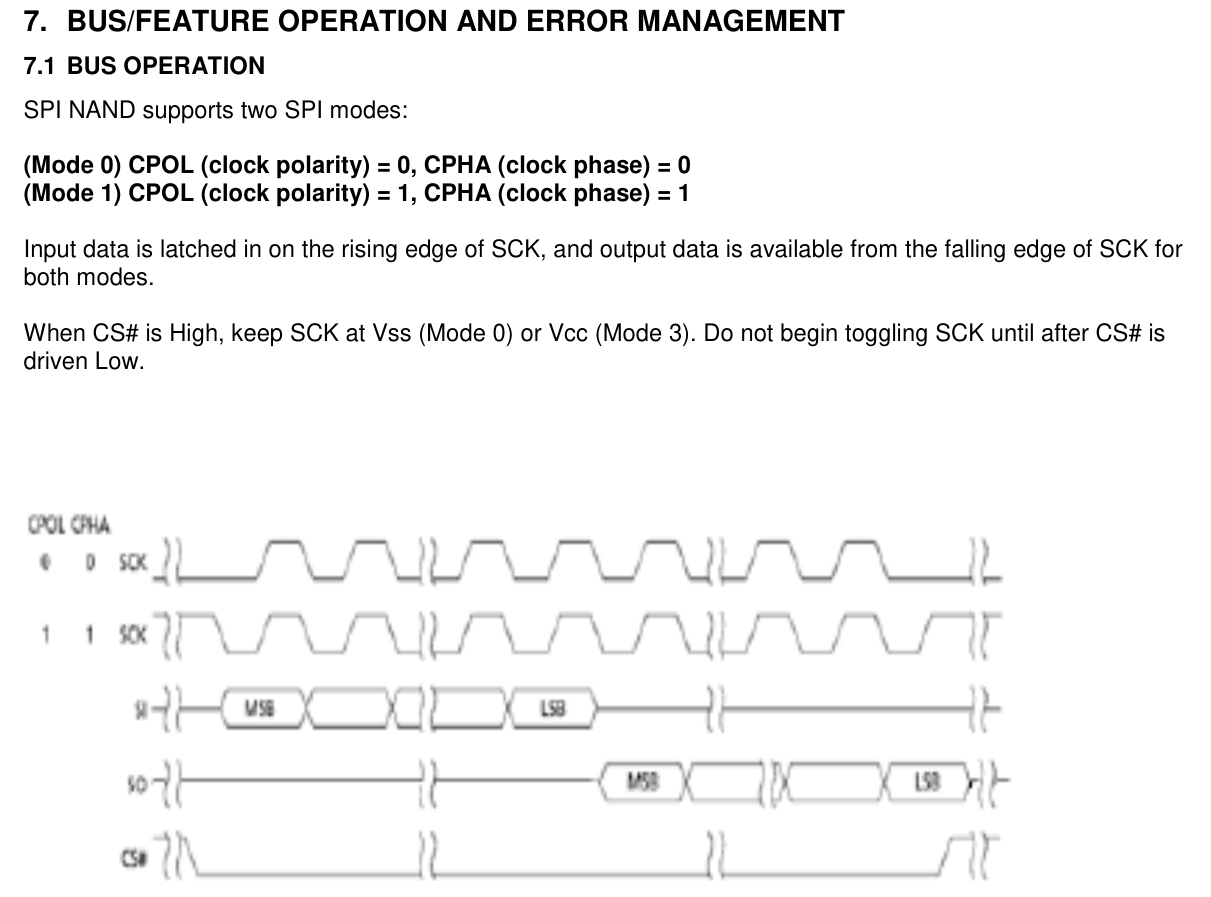 7. BUS/FEATURE OPERATION AND ERROR MANAGEMENT
7.1 BUS OPERATION
SPI NAND supports two SPI modes:
(Mode 0) CPOL (clock polarity) = 0, CPHA (clock phase) = 0
(Mode 1) CPOL (clock polarity) = 1, CPHA (clock phase) = 1
Input data is latched in on the rising edge of SCK, and output data is available from the falling edge of SCK for
both modes.
When CS# is High, keep SCK at Vss (Mode 0) or Vcc (Mode 3). Do not begin toggling SCK until after CS# is
driven Low.
CPOL CPHA
0 0 SCK
1 1 SCK
SI MSB LSB
SO MSB LSB
CS#